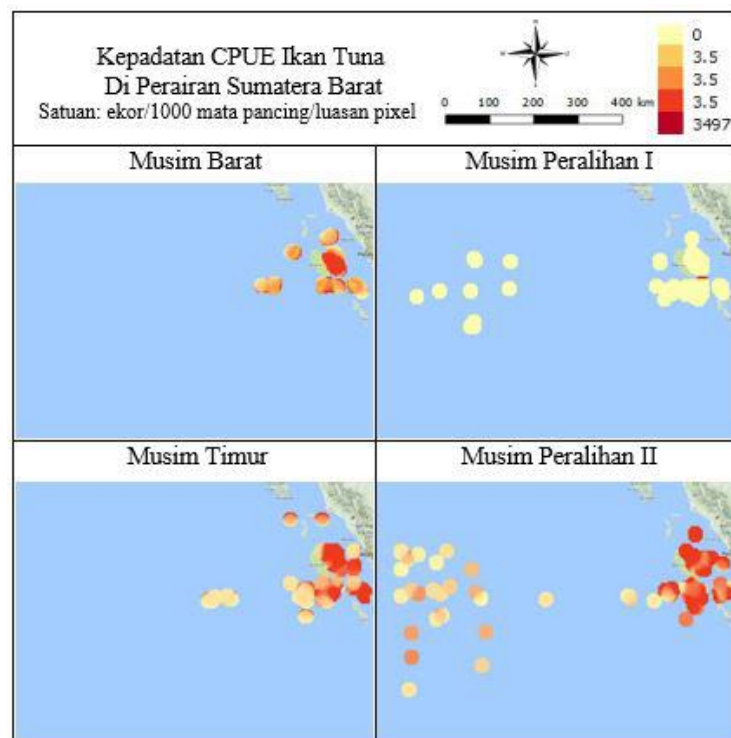 Kepadatan CPUE Ikan Tuna
Di Perairan Sumatera Barat
Satuan: ekor/1000 mata pancing/luasan pixel
0 100 200 300 400 km
0
3.5
3.5
3.5
3497
Musim Barat
Musim Peralihan I
Musim Timur
Musim Peralihan II